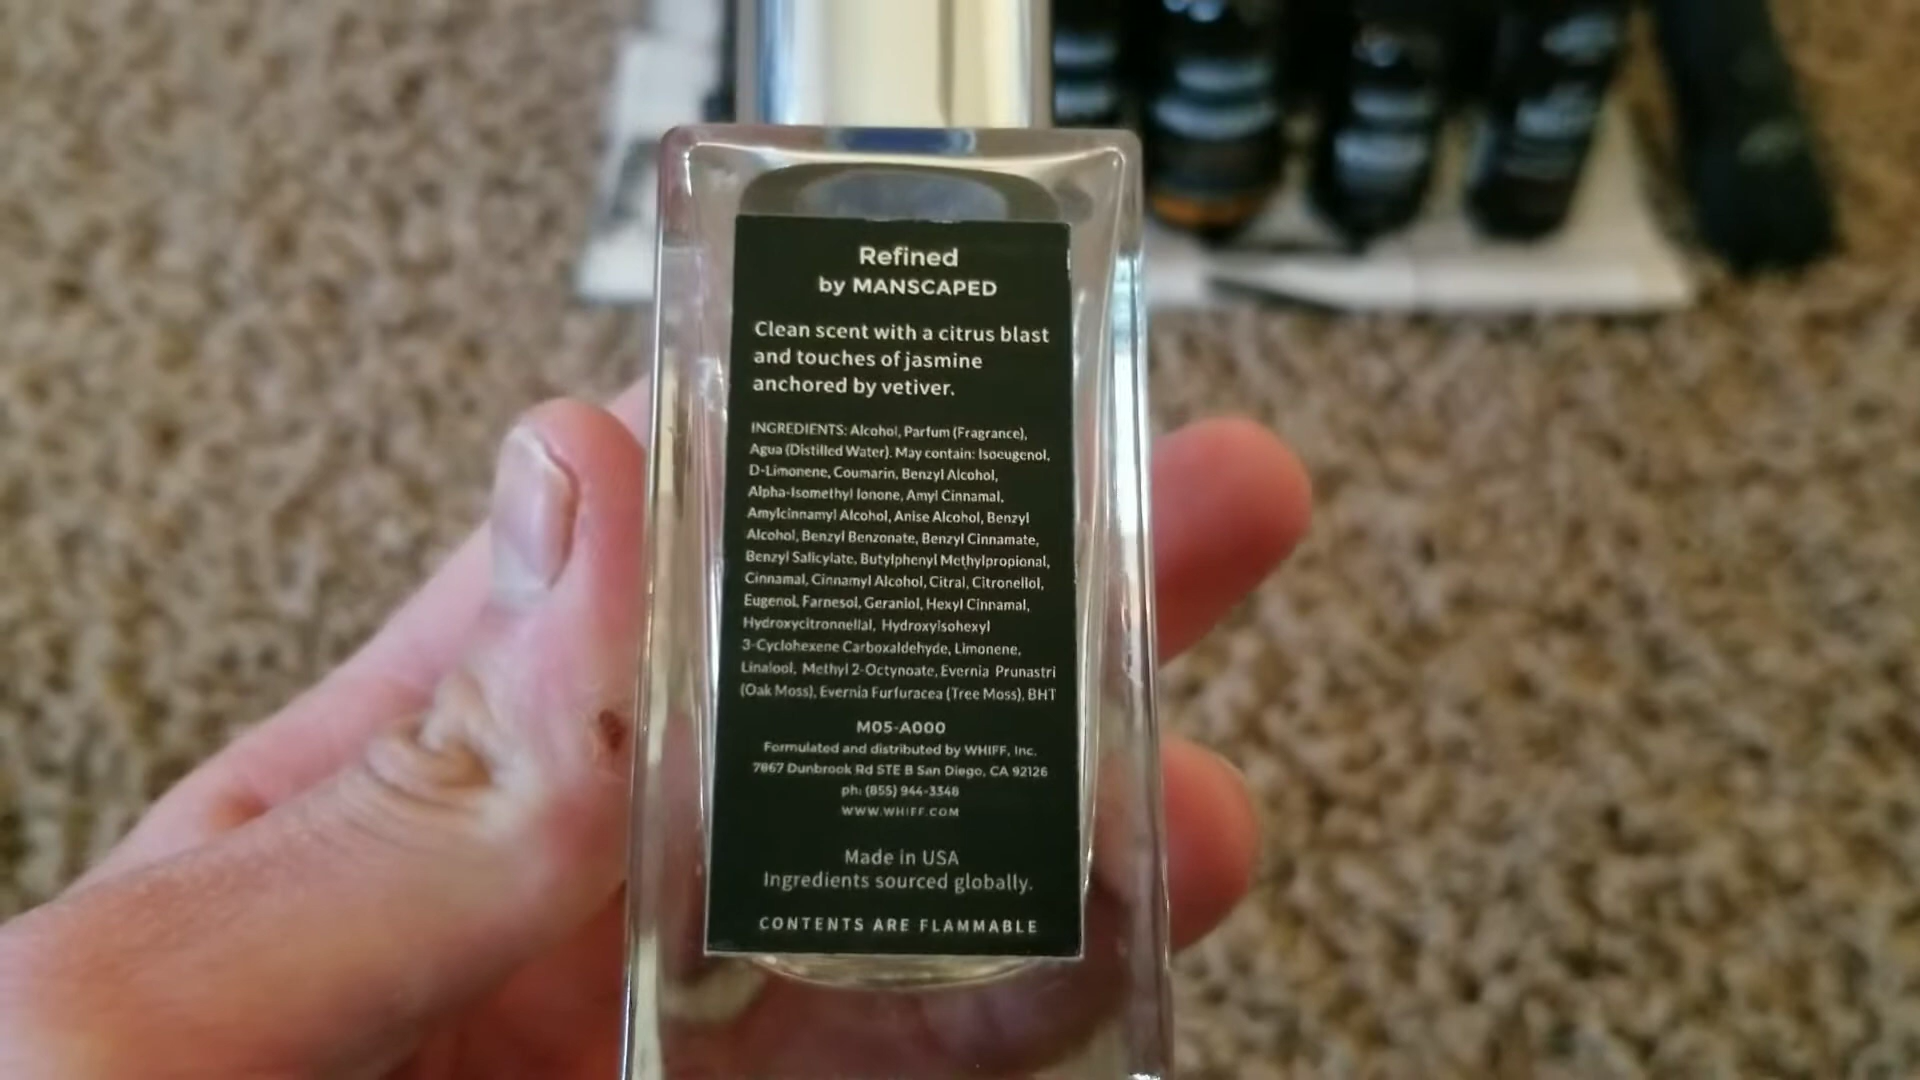 Refined
by MANSCAPED
Clean scent with a citrus blast
and touches of jasmine
anchored by vetiver.
INGREDIENTS: Alcohol, Parfum (Fragrance),
Agua (Distilled Water). May contain: Isoeugenol,
D-Limonene, Coumarin, Benzyl Alcohol,
Alpha-Isomethyl Ionone, Amyl Cinnamal,
Amylcinnamyl Alcohol, Anise Alcohol, Benzyl
Alcohol, Benzyl Benzonate, Benzyl Cinnamate,
Benzyl Salicylate, Butylphenyl Methylpropional,
Cinnamal, Cinnamyl Alcohol, Citral, Citronellol,
Eugenol, Farnesol, Geraniol, Hexyl Cinnamal,
Hydroxycitronnellal, Hydroxyisohexyl
3-Cyclohexene Carboxaldehyde, Limonene,
Linalool, Methyl 2-Octynoate, Evernia Prunastri
(Oak Moss), Evernia Furfuracea (Tree Moss), BHT
M05-A000
Formulated and distributed by WHIFF, Inc.
7867 Dunbrook Rd STE B San Diego, CA 92126
ph: (855) 944-3348
WWW.WHIFF.COM
Made in USA
Ingredients sourced globally.
CONTENTS ARE FLAMMABLE